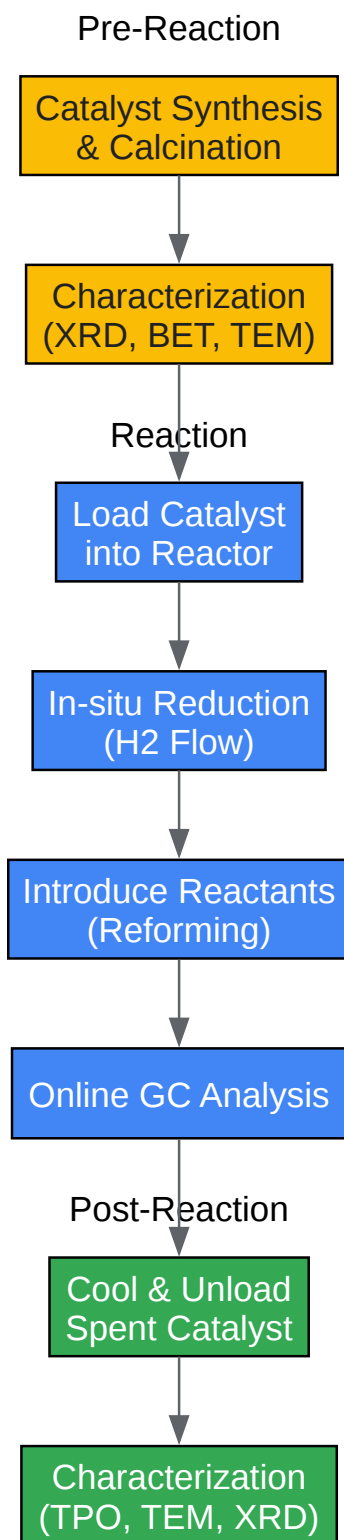 Pre-Reaction
Catalyst Synthesis
& Calcination
Characterization
(XRD, BET, TEM)
Reaction
Load Catalyst
into Reactor
In-situ Reduction
(H2 Flow)
Introduce Reactants
(Reforming)
Online GC Analysis
Post-Reaction
Cool & Unload
Spent Catalyst
Characterization
(TPO, TEM, XRD)